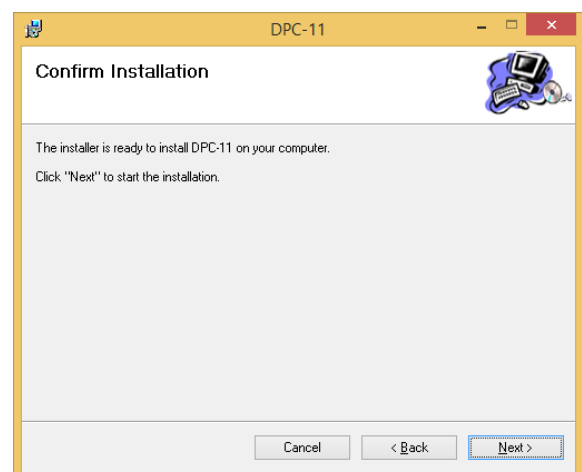 DPC-11
Confirm Installation
The installer is ready to install DPC-11 on your computer.
Click "Next" to start the installation.
Cancel
< Back
Next >